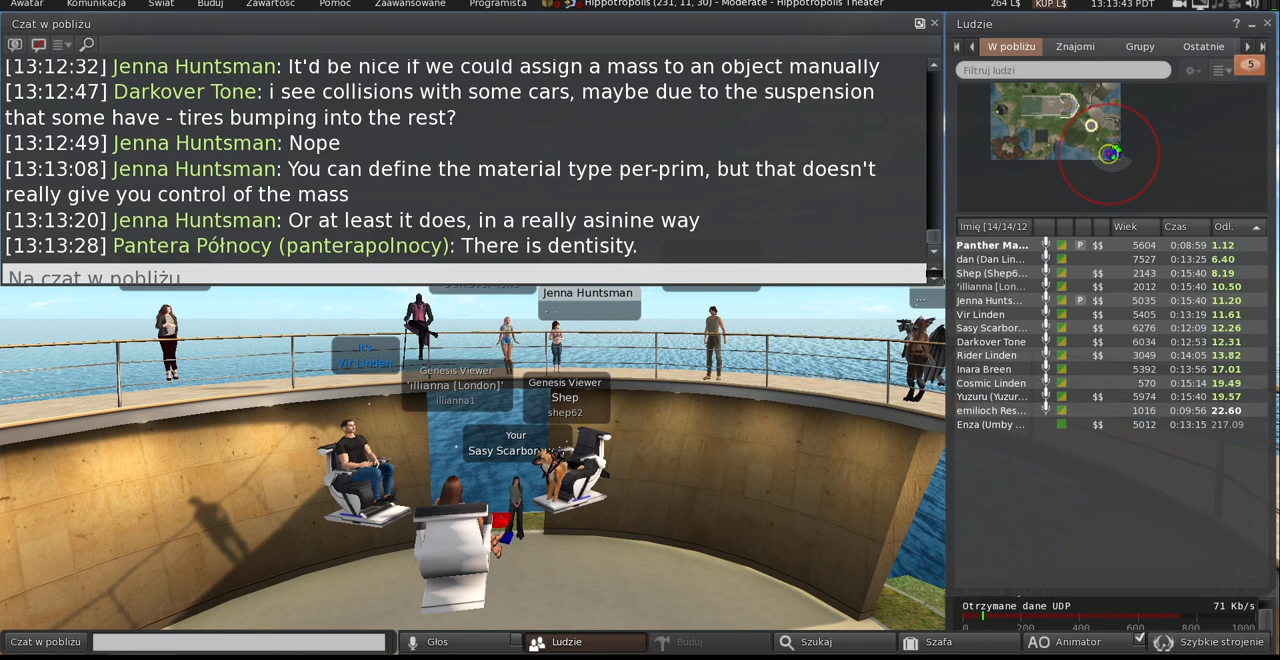 Awatar Komunikacja Świat Buduj Zawartość Pomoc Zaawansowane Programista Hippotropolis (231, 11, 30) - Moderate - Hippotropolis Theater 264 L$ KUP L$ 13:13:43 PDT
Czat w pobliżu
[13:12:32] Jenna Huntsman: It'd be nice if we could assign a mass to an object manually
[13:12:47] Darkover Tone: i see collisions with some cars, maybe due to the suspension
that some have - tires bumping into the rest?
[13:12:49] Jenna Huntsman: Nope
[13:13:08] Jenna Huntsman: You can define the material type per-prim, but that doesn't
really give you control of the mass
[13:13:20] Jenna Huntsman: Or at least it does, in a really asinine way
[13:13:28] Pantera Północy (panterapolnocy): There is dentisity.
Na czat w pobliżu
Jenna Huntsman
It's
Vir Linden
Genesis Viewer
'illianna [London]'
illianna1
Genesis Viewer
Shep
shep62
Your
Sasy Scarbor
...
Ludzie
W pobliżu Znajomi Grupy Ostatnie
Filtruj ludzi
5
Imię [14/14/12 Wiek Czas Odl.
Panther Ma... P $$ 5604 0:08:59 1.12
dan (Dan Lin... 7527 0:13:25 6.40
Shep (Shep6... $$ 2143 0:15:40 8.19
'illianna [Lon... $$ 2012 0:15:40 10.50
Jenna Hunts... P $$ 5035 0:15:40 11.20
Vir Linden $$ 5405 0:13:19 11.61
Sasy Scarbor... $$ 6276 0:12:09 12.26
Darkover Tone $$ 6034 0:12:53 12.31
Rider Linden $$ 3049 0:14:05 13.82
Inara Breen 5392 0:13:56 17.01
Cosmic Linden 570 0:15:14 19.49
Yuzuru (Yuzur... $$ 5974 0:15:40 19.57
emilioch Res... 1016 0:09:56 22.60
Enza (Umby ... $$ 5012 0:13:15 217.09
Otrzymane dane UDP 71 Kb/s
0 200 400 600 800 1000
Czat w pobliżu Głos Ludzie Buduj Szukaj Szafa AO Animator Szybkie strojenie